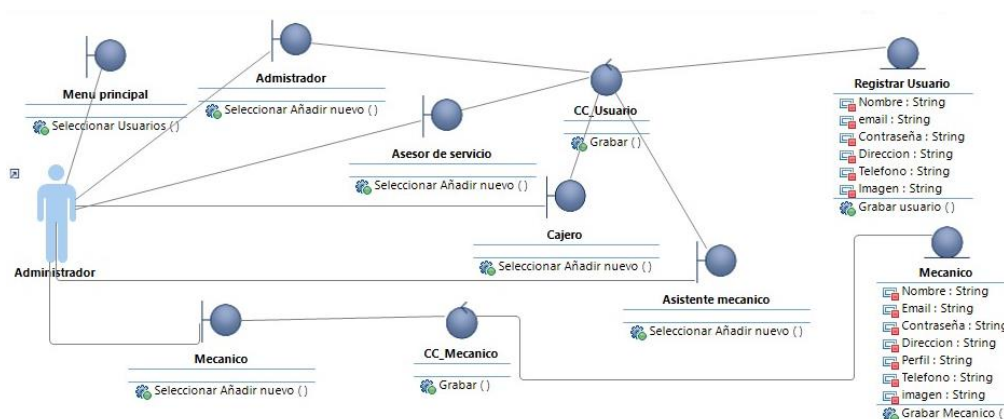 Menu principal
Seleccionar Usuarios ( )
Admistrador
Seleccionar Añadir nuevo ( )
Asesor de servicio
Seleccionar Añadir nuevo ( )
CC_Usuario
Grabar ( )
Registrar Usuario
Nombre : String
email : String
Contraseña : String
Direccion : String
Telefono : String
Imagen : String
Grabar usuario ( )
Administrador
Cajero
Seleccionar Añadir nuevo ( )
Asistente mecanico
Seleccionar Añadir nuevo ( )
Mecanico
Seleccionar Añadir nuevo ( )
CC_Mecanico
Grabar ( )
Mecanico
Nombre : String
Email : String
Contraseña : String
Direccion : String
Perfil : String
Telefono : String
imagen : String
Grabar Mecanico (